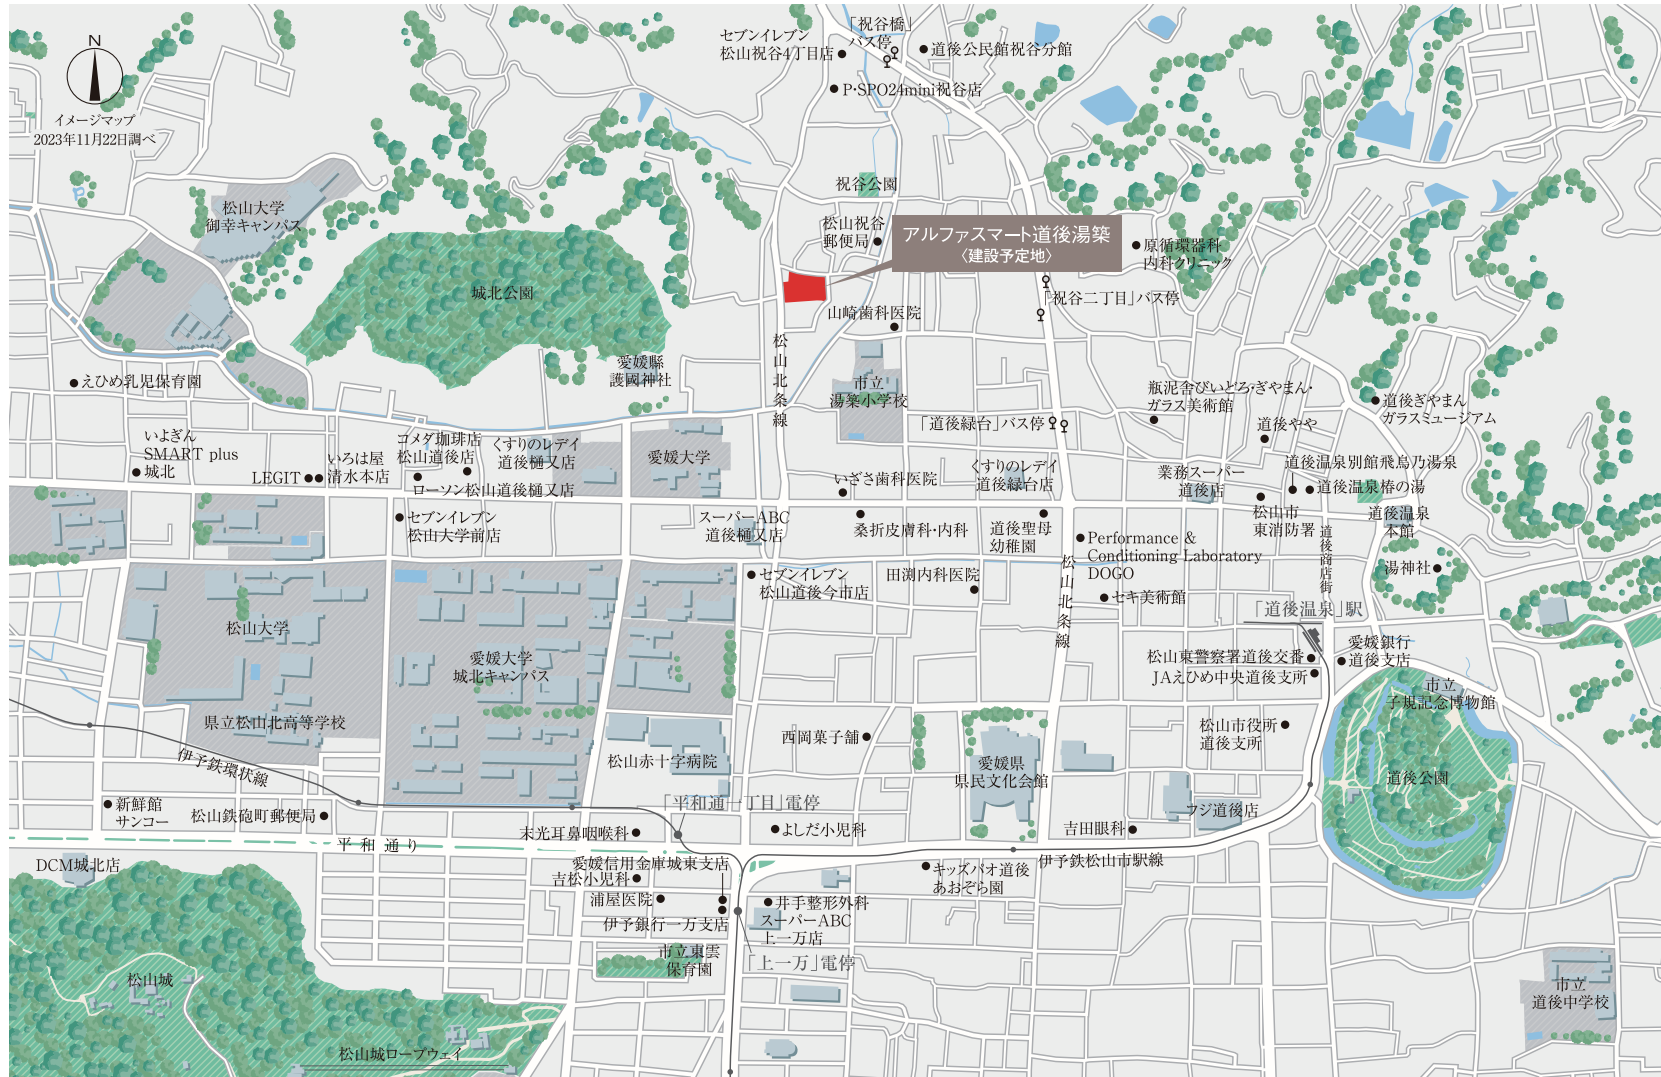 N
イメージマップ
2023年11月22日調べ
セブンイレブン
松山祝谷4丁目店
「祝谷橋」
バス停
道後公民館祝谷分館
P・SPO24mini祝谷店
祝谷公園
松山祝谷
郵便局
アルファスマート道後湯築
〈建設予定地〉
原循環器科
内科クリニック
「祝谷二丁目」バス停
松山大学
御幸キャンパス
城北公園
山崎歯科医院
松山北条線
愛媛縣
護國神社
市立
湯築小学校
えひめ乳児保育園
瓶泥舎びいどろ・ぎやまん・
ガラス美術館
道後ぎやまん
ガラスミュージアム
「道後緑台」バス停
道後やや
いよぎん
SMART plus
城北
LEGIT
いろは屋
清水本店
コメダ珈琲店
松山道後店
くすりのレデイ
道後樋又店
ローソン松山道後樋又店
愛媛大学
いざさ歯科医院
くすりのレデイ
道後緑台店
業務スーパー
道後店
道後温泉別館飛鳥乃湯泉
道後温泉椿の湯
セブンイレブン
松山大学前店
スーパーABC
道後樋又店
桑折皮膚科・内科
道後聖母
幼稚園
松山市
東消防署
道後温泉
本館
道後商店街
Performance &
Conditioning Laboratory
DOGO
松山北条線
湯神社
セブンイレブン
松山道後今市店
田渕内科医院
セキ美術館
「道後温泉」駅
松山大学
愛媛大学
城北キャンパス
愛媛銀行
道後支店
松山東警察署道後交番
JAえひめ中央道後支所
市立
子規記念博物館
県立松山北高等学校
松山市役所
道後支所
西岡菓子舗
伊予鉄環状線
松山赤十字病院
愛媛県
県民文化会館
道後公園
新鮮館
サンコー
松山鉄砲町郵便局
「平和通一丁目」電停
フジ道後店
末光耳鼻咽喉科
よしだ小児科
吉田眼科
平和通り
DCM城北店
愛媛信用金庫城東支店
吉松小児科
伊予鉄松山市駅線
キッズパオ道後
あおぞら園
浦屋医院
井手整形外科
伊予銀行一万支店
スーパーABC
上一万店
市立東雲
保育園
「上一万」電停
松山城
市立
道後中学校
松山城ロープウェイ